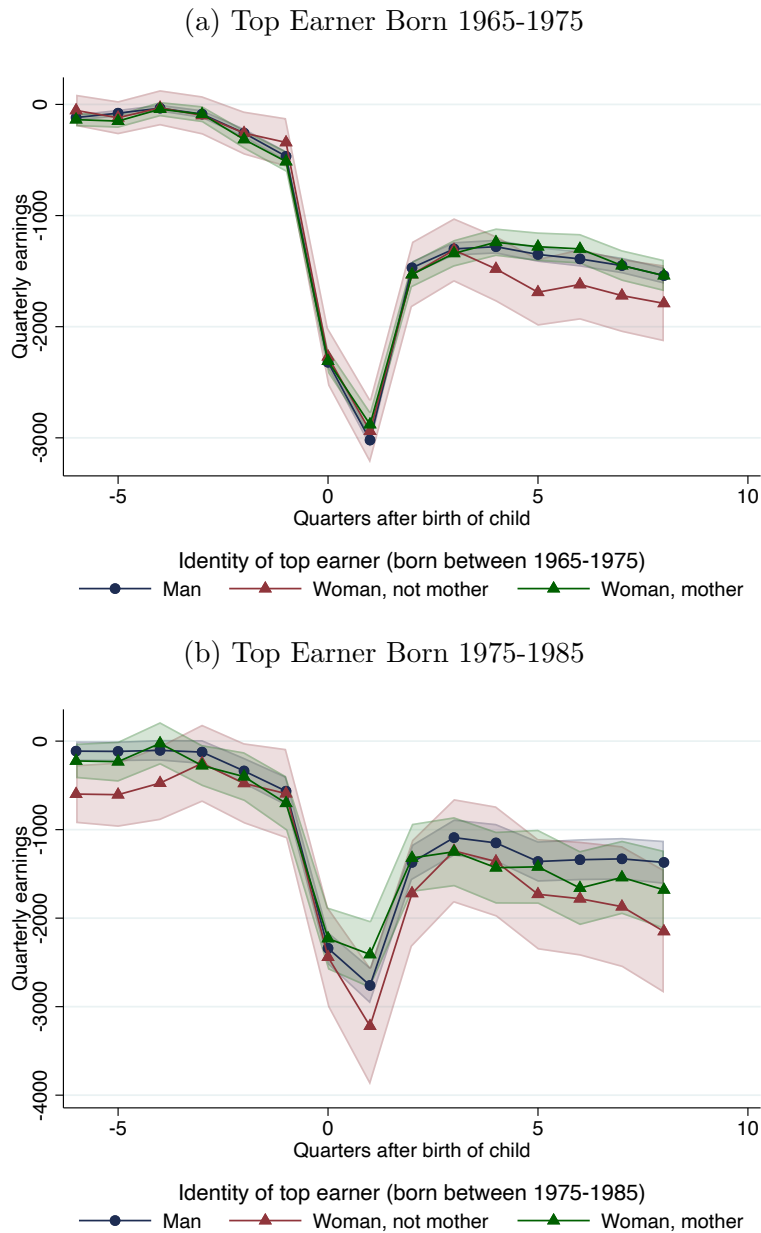 (a) Top Earner Born 1965-1975
0
-1000
-2000
-3000
Quarterly earnings
-5 0 5 10
Quarters after birth of child
Identity of top earner (born between 1965-1975)
Man Woman, not mother Woman, mother
(b) Top Earner Born 1975-1985
0
-1000
-2000
-3000
-4000
Quarterly earnings
-5 0 5 10
Quarters after birth of child
Identity of top earner (born between 1975-1985)
Man Woman, not mother Woman, mother